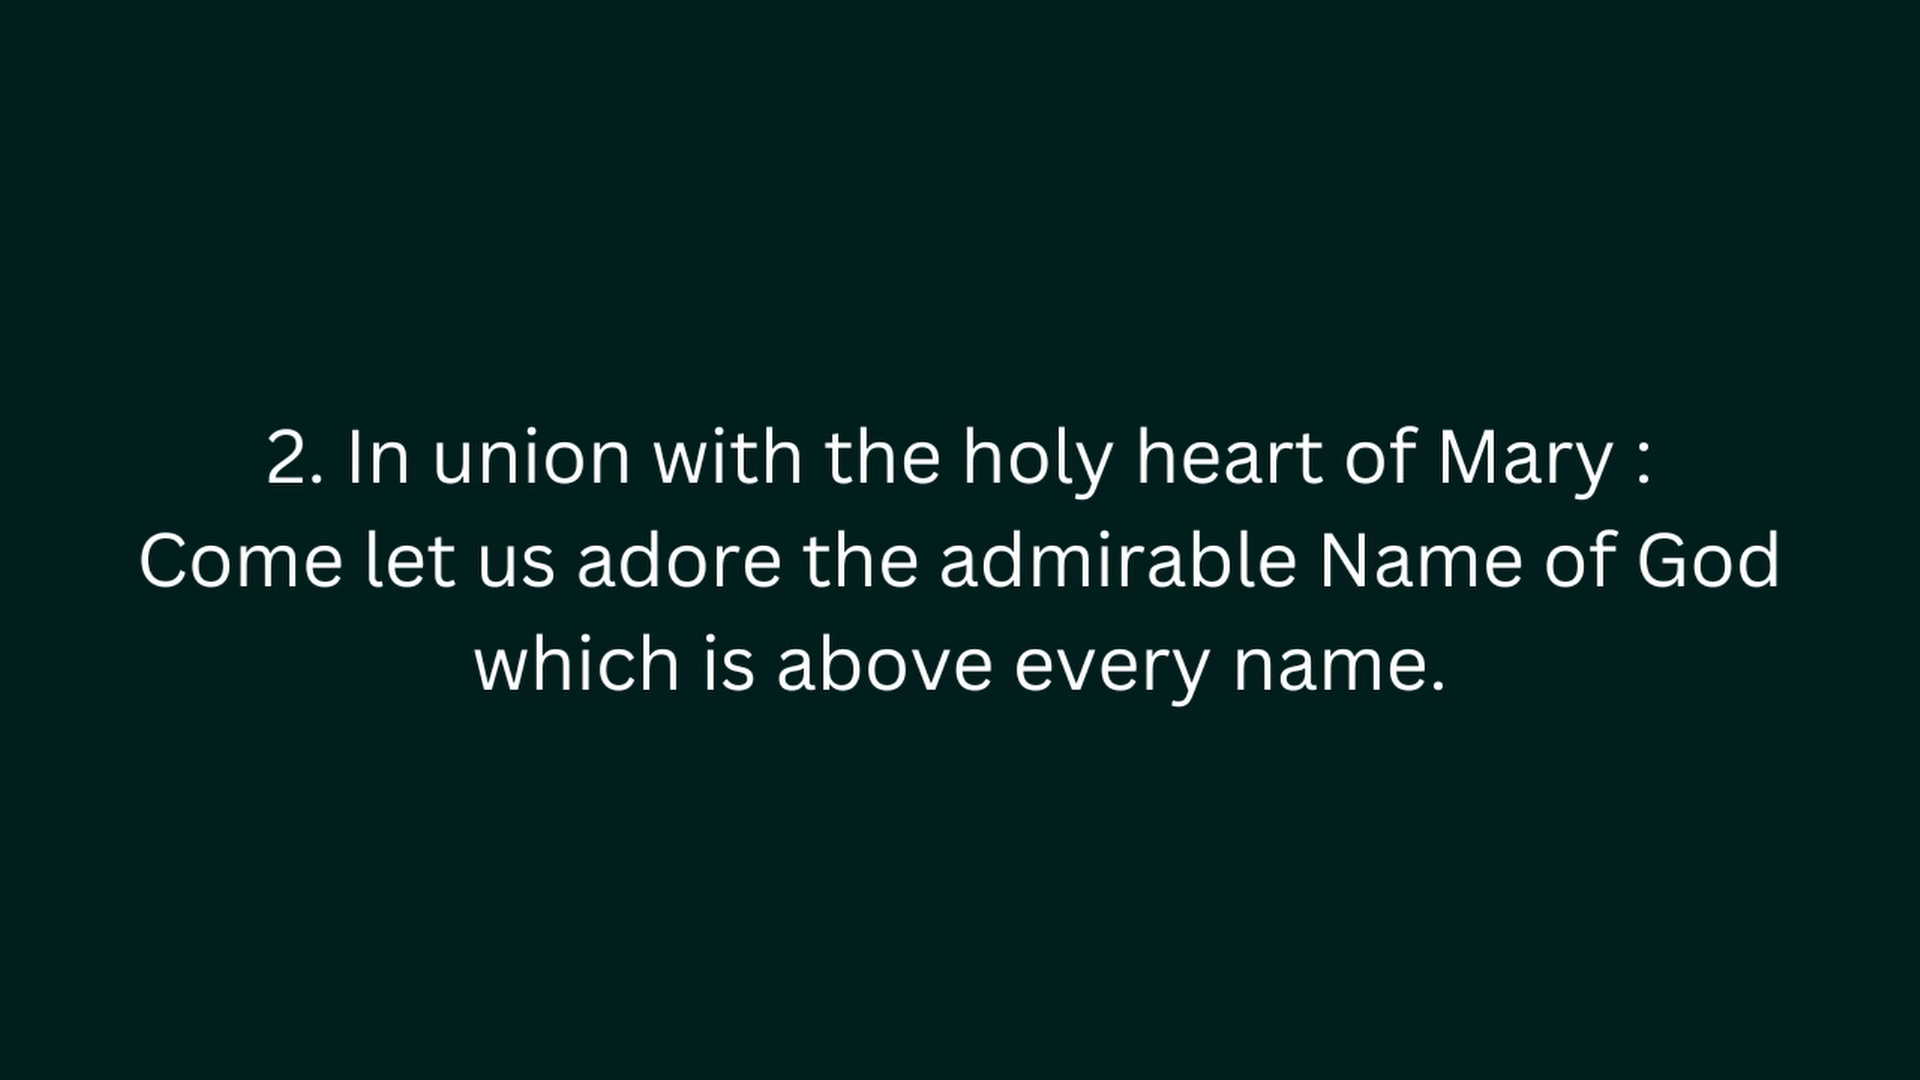 2. In union with the holy heart of Mary :
Come let us adore the admirable Name of God
which is above every name.